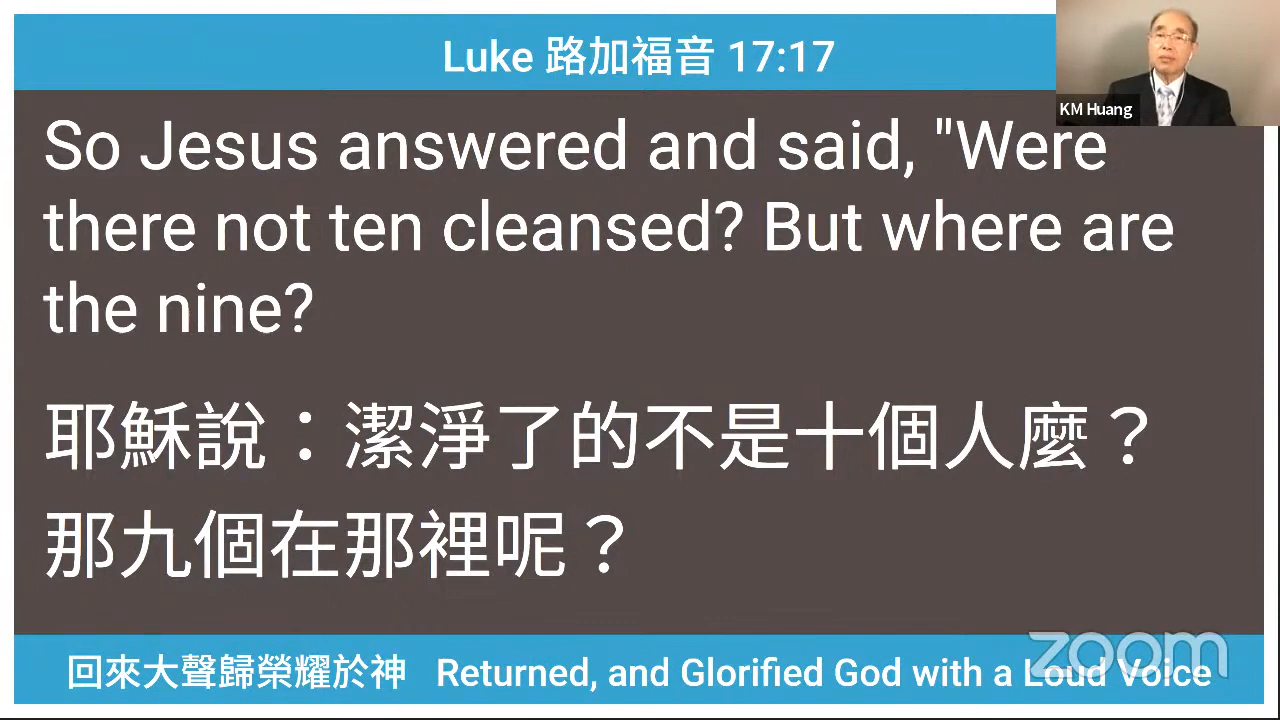 Luke 路加福音 17:17
KM Huang
So Jesus answered and said, "Were
there not ten cleansed? But where are
the nine?
耶穌說：潔淨了的不是十個人麼？
那九個在那裡呢？
zoom
回來大聲歸榮耀於神 Returned, and Glorified God with a Loud Voice